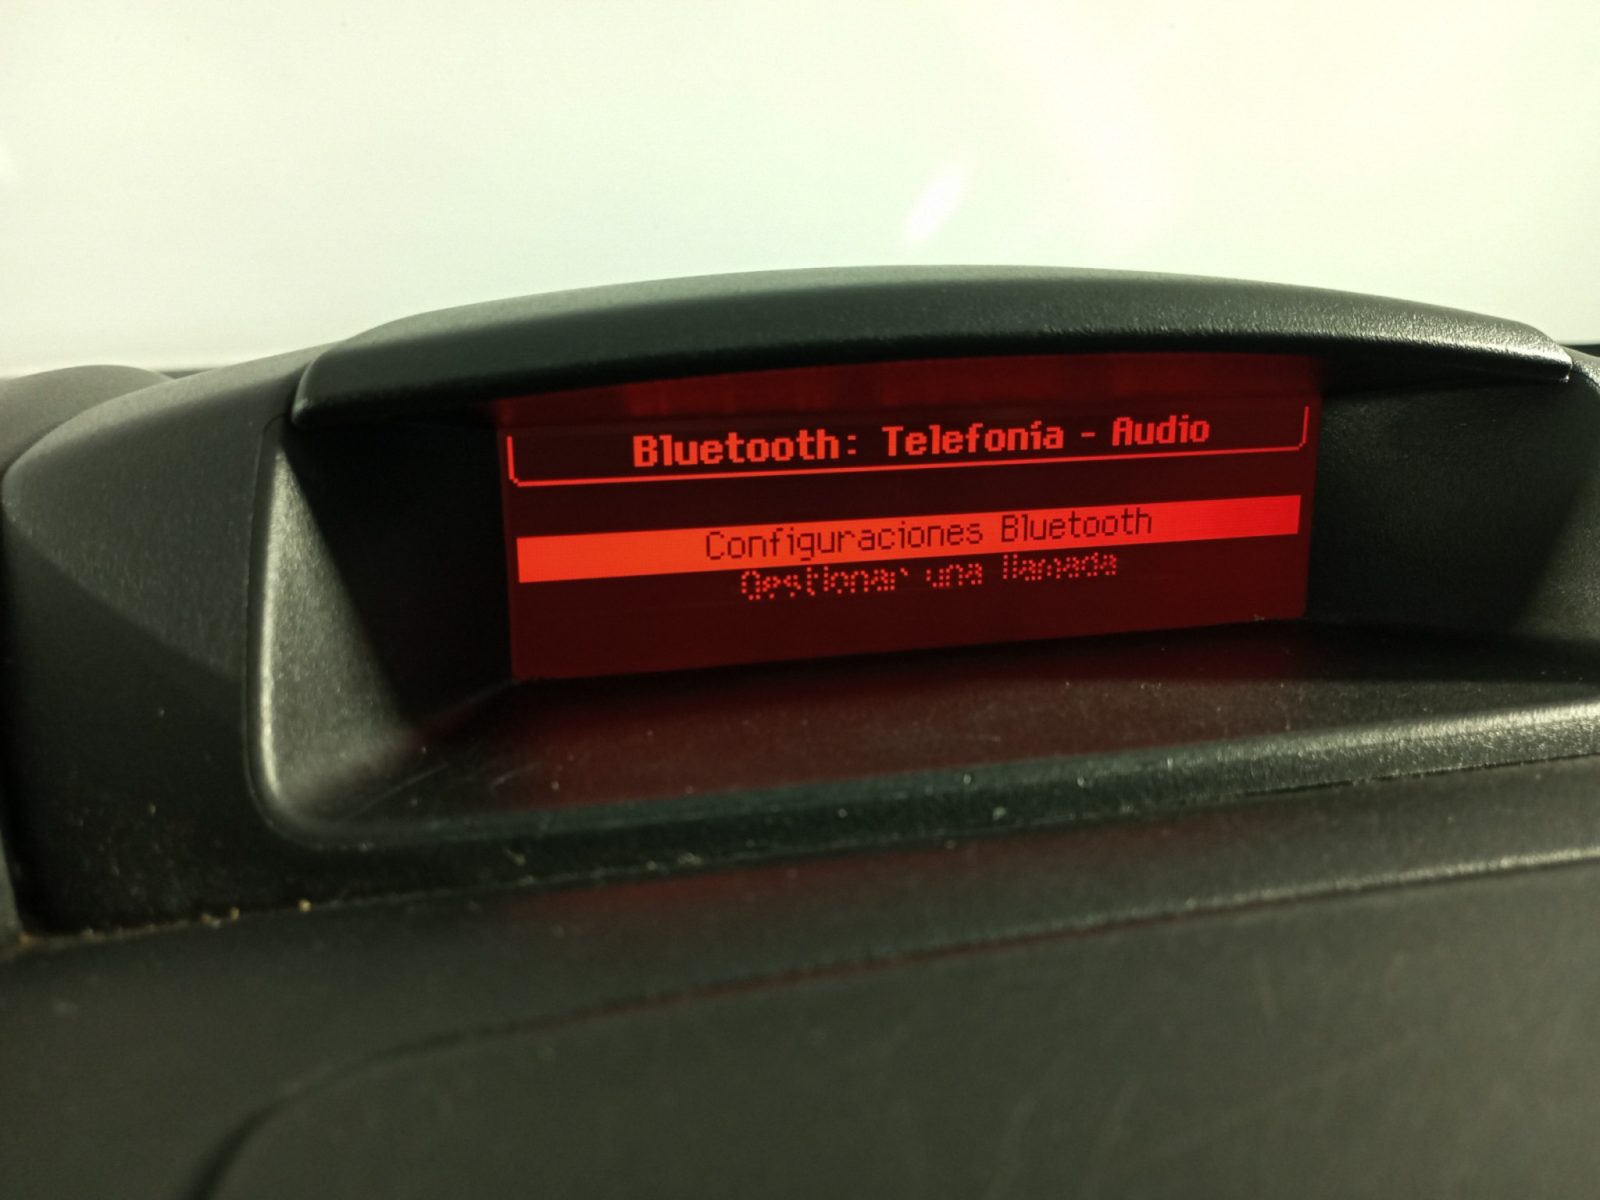 Bluetooth: Telefonía - Audio
Configuraciones Bluetooth
Gestionar una llamada